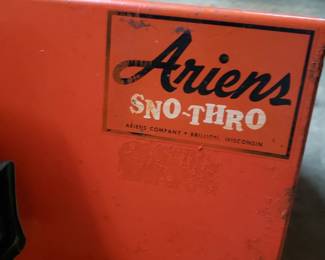 Ariens
SNO-THRO
ARIENS COMPANY • BRILLION, WISCONSIN